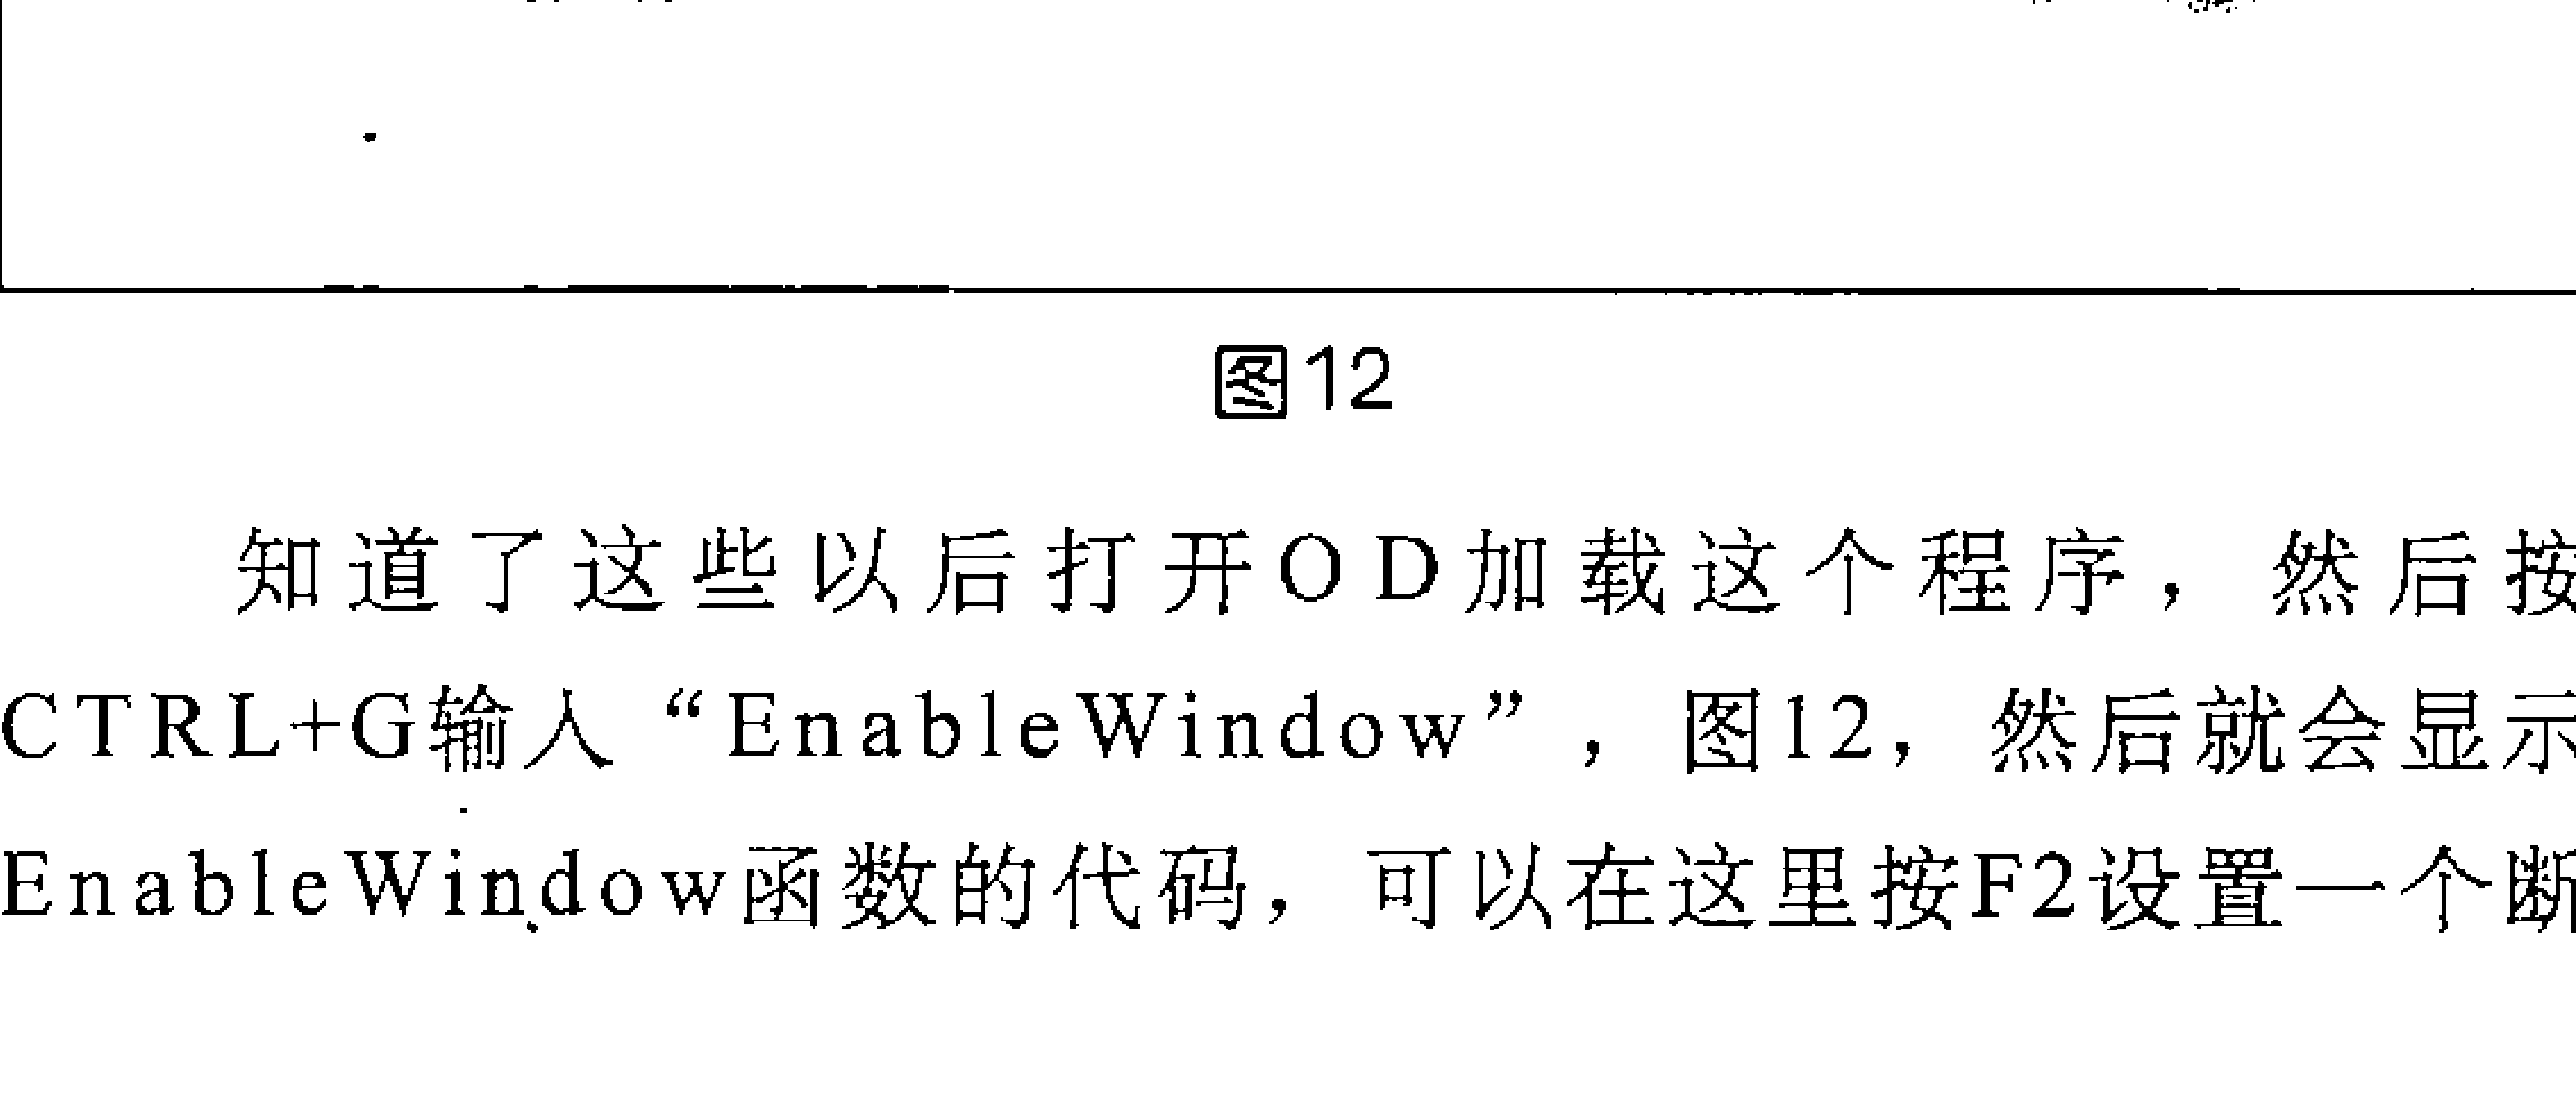 图12
知道了这些以后打开OD加载这个程序，然后按
CTRL+G输入“EnableWindow”，图12，然后就会显示
EnableWindow函数的代码，可以在这里按F2设置一个断